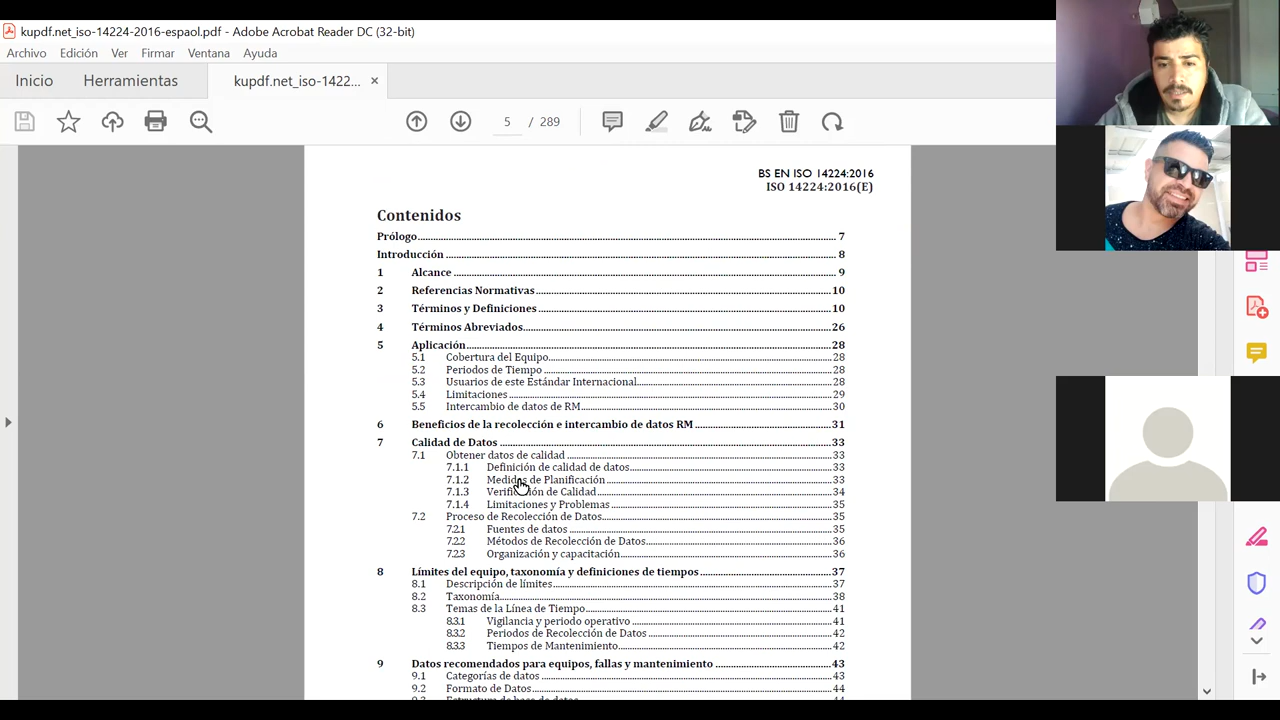 kupdf.net_iso-14224-2016-espaol.pdf - Adobe Acrobat Reader DC (32-bit)
Archivo Edición Ver Firmar Ventana Ayuda
Inicio Herramientas kupdf.net_iso-1422... ×
5 / 289
BS EN ISO 14224:2016
ISO 14224:2016(E)
Contenidos
Prólogo 7
Introducción 8
1 Alcance 9
2 Referencias Normativas 10
3 Términos y Definiciones 10
4 Términos Abreviados 26
5 Aplicación 28
5.1 Cobertura del Equipo 28
5.2 Periodos de Tiempo 28
5.3 Usuarios de este Estándar Internacional 28
5.4 Limitaciones 29
5.5 Intercambio de datos de RM 30
6 Beneficios de la recolección e intercambio de datos RM 31
7 Calidad de Datos 33
7.1 Obtener datos de calidad 33
7.1.1 Definición de calidad de datos 33
7.1.2 Medidas de Planificación 33
7.1.3 Verificación de Calidad 34
7.1.4 Limitaciones y Problemas 35
7.2 Proceso de Recolección de Datos 35
7.2.1 Fuentes de datos 35
7.2.2 Métodos de Recolección de Datos 36
7.2.3 Organización y capacitación 36
8 Límites del equipo, taxonomía y definiciones de tiempos 37
8.1 Descripción de límites 37
8.2 Taxonomía 38
8.3 Temas de la Línea de Tiempo 41
8.3.1 Vigilancia y periodo operativo 41
8.3.2 Periodos de Recolección de Datos 42
8.3.3 Tiempos de Mantenimiento 42
9 Datos recomendados para equipos, fallas y mantenimiento 43
9.1 Categorías de datos 43
9.2 Formato de Datos 44